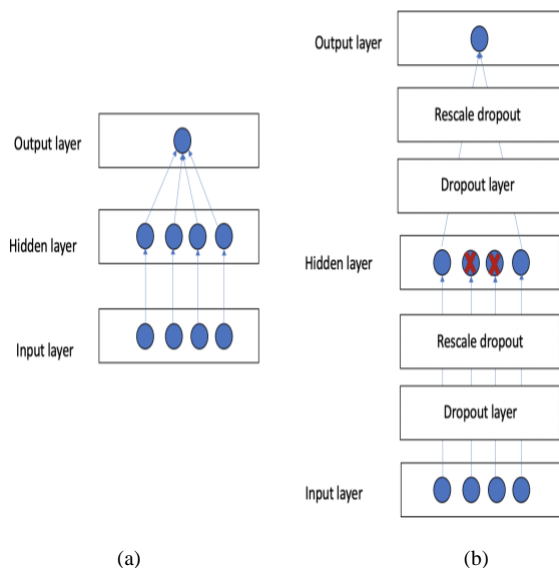 Output layer
Hidden layer
Input layer
(a)
Output layer
Rescale dropout
Dropout layer
Hidden layer
Rescale dropout
Dropout layer
Input layer
(b)